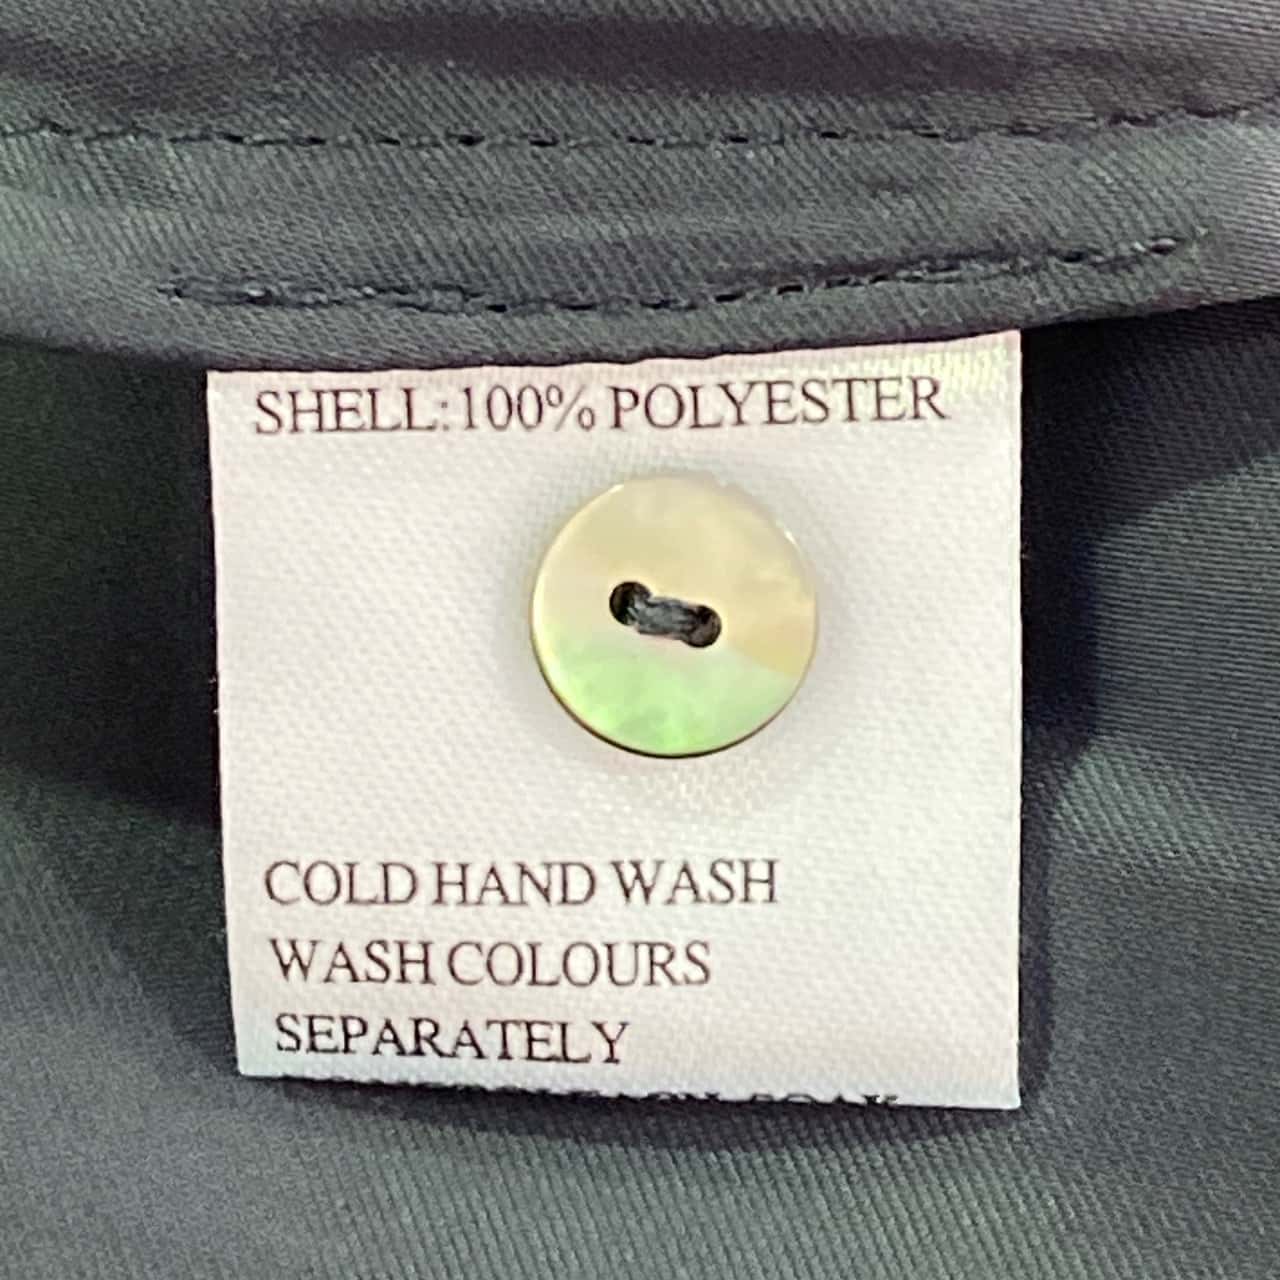 SHELL:100% POLYESTER
COLD HAND WASH
WASH COLOURS
SEPARATELY